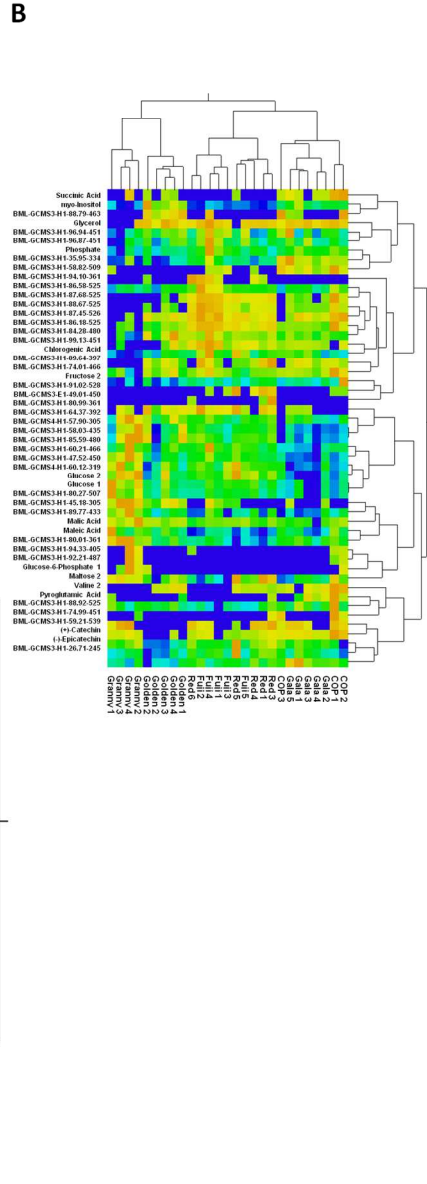 B
Succinic Acid
myo-Inositol
BML-GCMS3-H1-88.79-463
Glycerol
BML-GCMS3-H1-96.94-451
BML-GCMS3-H1-96.87-451
Phosphate
BML-GCMS3-H1-35.95-334
BML-GCMS3-H1-58.82-509
BML-GCMS3-H1-94.10-361
BML-GCMS3-H1-86.58-525
BML-GCMS3-H1-87.68-525
BML-GCMS3-H1-88.67-525
BML-GCMS3-H1-87.45-526
BML-GCMS3-H1-86.18-525
BML-GCMS3-H1-84.28-480
BML-GCMS3-H1-99.13-451
Chlorogenic Acid
BML-GCMS3-H1-09.64-397
BML-GCMS3-H1-74.01-466
Fructose 2
BML-GCMS3-H1-91.02-528
BML-GCMS3-E1-49.01-450
BML-GCMS3-H1-80.99-361
BML-GCMS3-H1-64.37-392
BML-GCMS4-H1-57.90-305
BML-GCMS3-H1-58.03-435
BML-GCMS3-H1-85.59-480
BML-GCMS3-H1-60.21-466
BML-GCMS3-H1-47.52-450
BML-GCMS4-H1-60.12-319
Glucose 2
Glucose 1
BML-GCMS3-H1-80.27-507
BML-GCMS3-H1-45.18-305
BML-GCMS3-H1-89.77-433
Malic Acid
Maleic Acid
BML-GCMS3-H1-80.01-361
BML-GCMS3-H1-94.33-405
BML-GCMS3-H1-92.21-487
Glucose-6-Phosphate 1
Maltose 2
Valine 2
Pyroglutamic Acid
BML-GCMS3-H1-88.92-525
BML-GCMS3-H1-74.99-451
BML-GCMS3-H1-59.21-539
(+)-Catechin
(-)-Epicatechin
BML-GCMS3-H1-26.71-245
Granny 1
Granny 3
Granny 4
Granny 2
Golden 2
Golden 2
Golden 3
Golden 4
Golden 1
Red 6
Fuji 2
Fuji 4
Fuji 1
Fuji 3
Red 5
Fuji 5
Red 4
Red 1
Red 3
COP 3
Gala 5
Gala 1
Gala 3
Gala 4
Gala 2
COP 1
COP 2